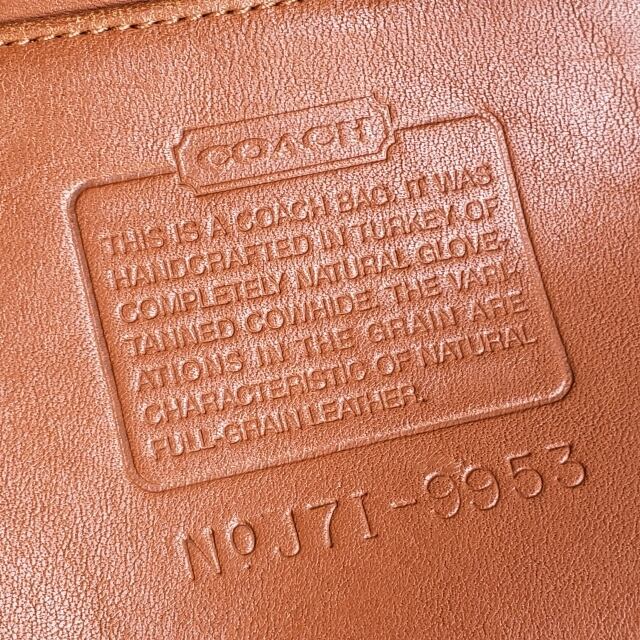 COACH
THIS IS A COACH BAG. IT WAS
HANDCRAFTED IN TURKEY OF
COMPLETELY NATURAL GLOVE-
TANNED COWHIDE. THE VARI-
ATIONS IN THE GRAIN ARE
CHARACTERISTIC OF NATURAL
FULL-GRAIN LEATHER.
No J7I-9953